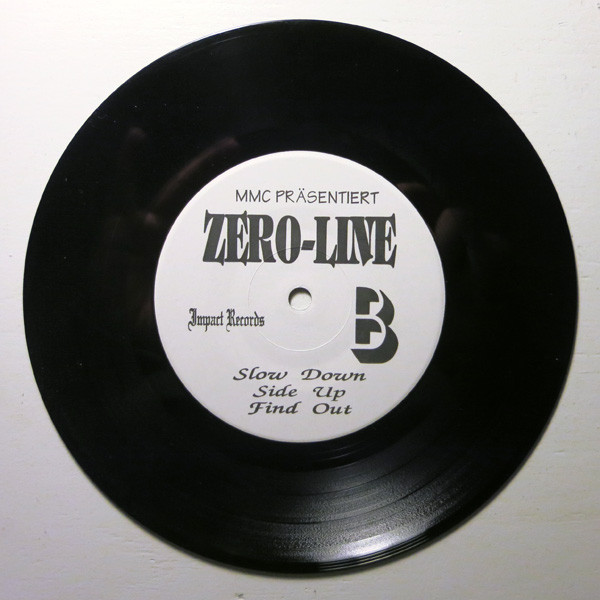 MMC PRÄSENTIERT
ZERO-LINE
Impact Records
B
Slow Down
Side Up
Find Out